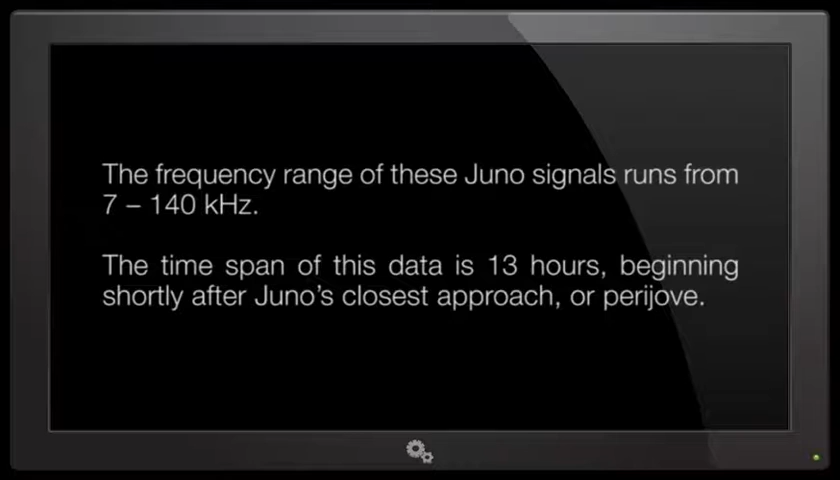 The frequency range of these Juno signals runs from
7 – 140 kHz.
The time span of this data is 13 hours, beginning
shortly after Juno’s closest approach, or perijove.